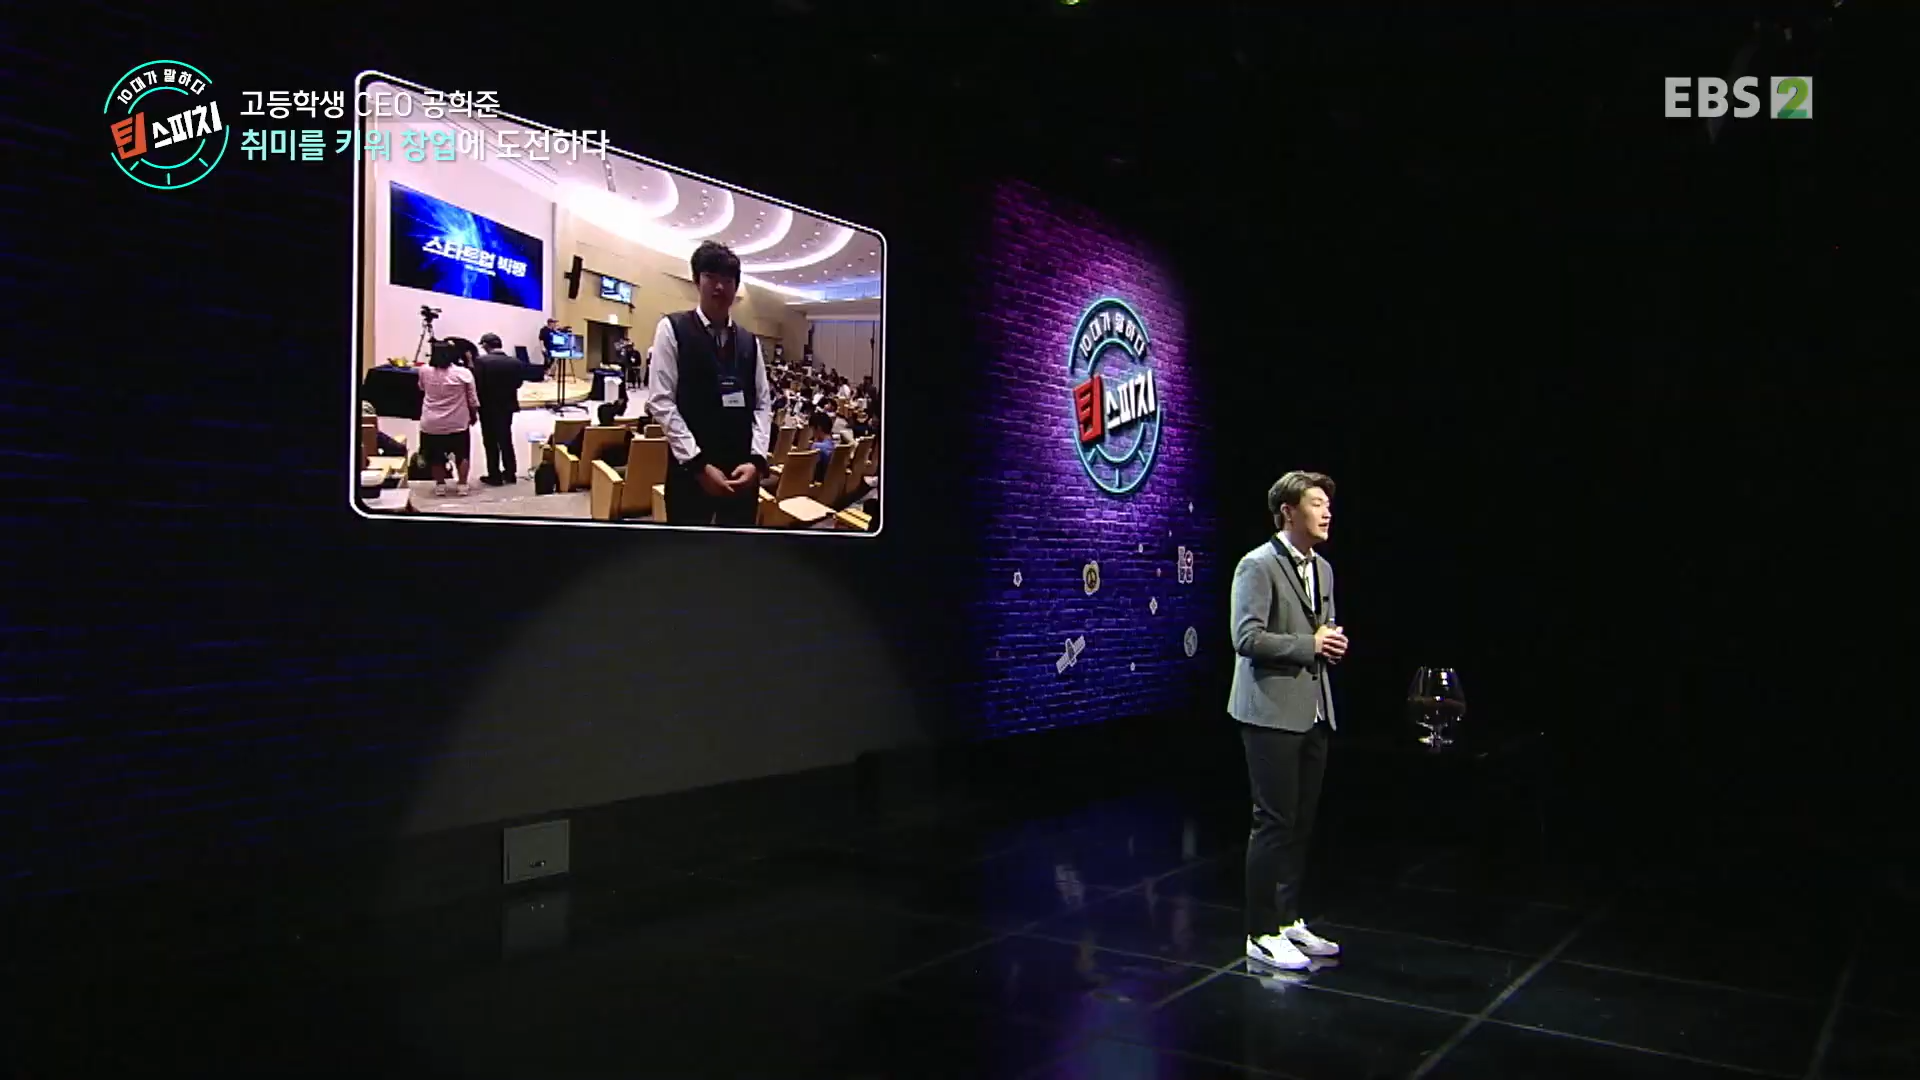 10대가 말하다
틴스피치
고등학생 CEO 공희준
취미를 키워 창업에 도전하다
EBS 2
스타트업 빅뱅
10대가 말하다
틴스피치